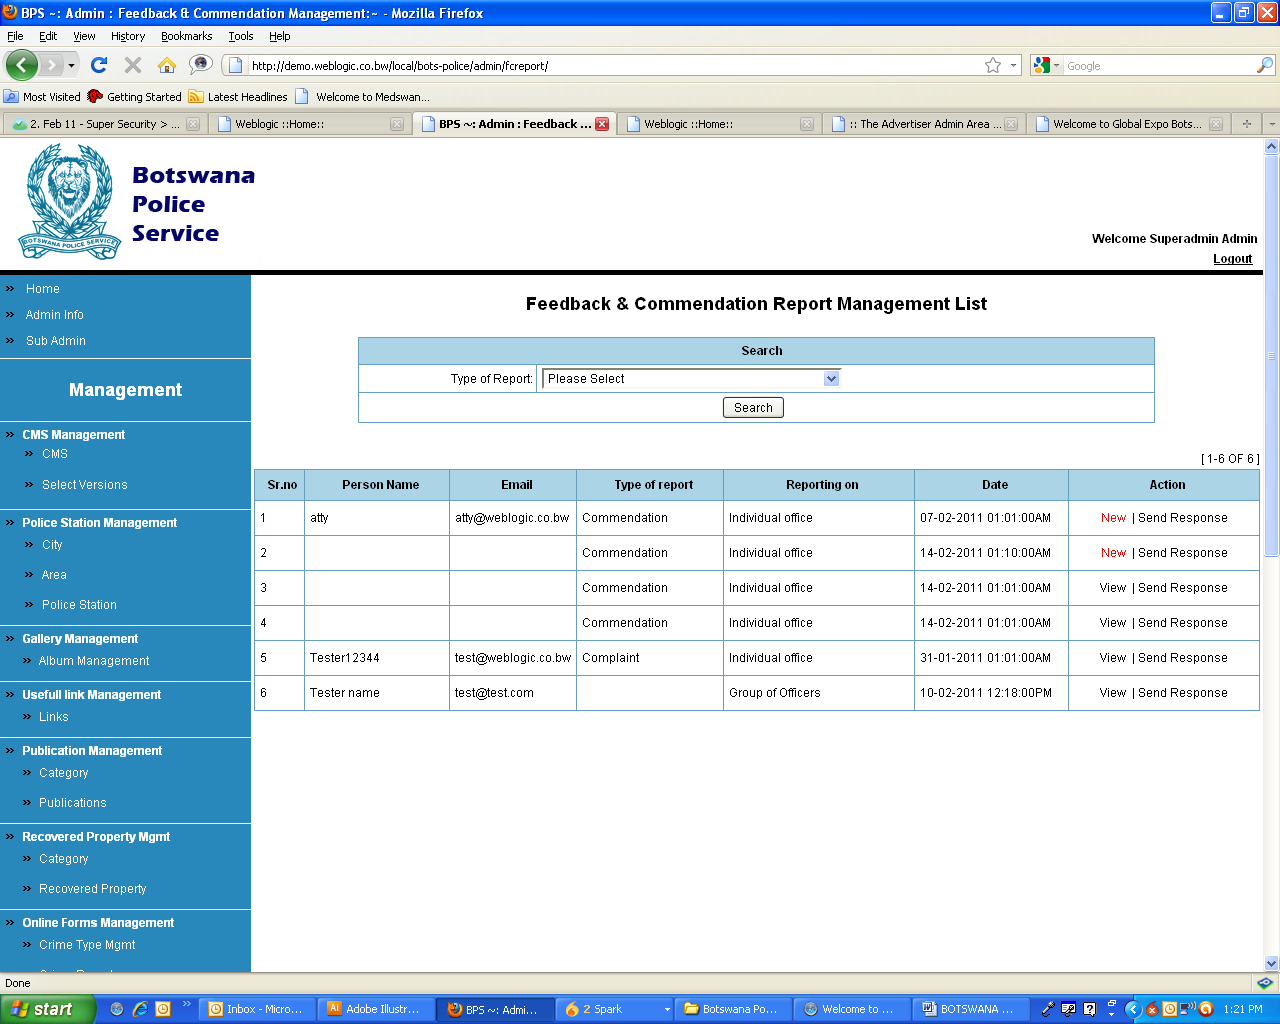 BPS ~: Admin : Feedback & Commendation Management:~ - Mozilla Firefox
File Edit View History Bookmarks Tools Help
http://demo.weblogic.co.bw/local/bots-police/admin/fcreport/
Google
Most Visited Getting Started Latest Headlines Welcome to Medswan...
2. Feb 11 - Super Security > ... Weblogic ::Home:: BPS ~: Admin : Feedback ... Weblogic ::Home:: :: The Advertiser Admin Area ... Welcome to Global Expo Bots...
BOTSWANA POLICE SERVICE
Botswana
Police
Service
Welcome Superadmin Admin
Logout
Home
Admin Info
Sub Admin
Management
CMS Management
CMS
Select Versions
Police Station Management
City
Area
Police Station
Gallery Management
Album Management
Usefull link Management
Links
Publication Management
Category
Publications
Recovered Property Mgmt
Category
Recovered Property
Online Forms Management
Crime Type Mgmt
Feedback & Commendation Report Management List
Search
Type of Report: Please Select
Search
[ 1-6 OF 6 ]
Sr.no Person Name Email Type of report Reporting on Date Action
1 atty atty@weblogic.co.bw Commendation Individual office 07-02-2011 01:01:00AM New | Send Response
2 Commendation Individual office 14-02-2011 01:10:00AM New | Send Response
3 Commendation Individual office 14-02-2011 01:01:00AM View | Send Response
4 Commendation Individual office 14-02-2011 01:01:00AM View | Send Response
5 Tester12344 test@weblogic.co.bw Complaint Individual office 31-01-2011 01:01:00AM View | Send Response
6 Tester name test@test.com Group of Officers 10-02-2011 12:18:00PM View | Send Response
Done
start Inbox - Micro... Adobe Illustr... BPS ~: Admi... 2 Spark Botswana Po... Welcome to ... BOTSWANA ... 1:21 PM